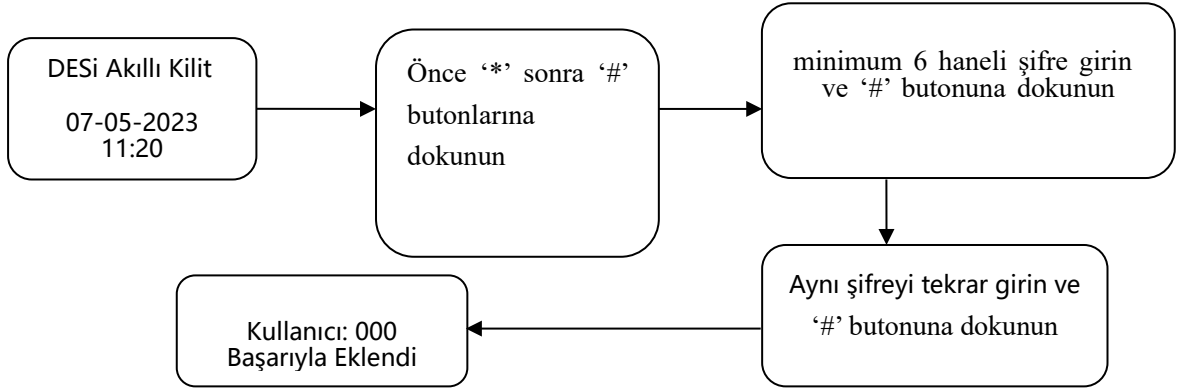 DESi Akıllı Kilit
07-05-2023
11:20
Önce ‘*’ sonra ‘#’
butonlarına
dokunun
minimum 6 haneli şifre girin
ve ‘#’ butonuna dokunun
Aynı şifreyi tekrar girin ve
‘#’ butonuna dokunun
Kullanıcı: 000
Başarıyla Eklendi